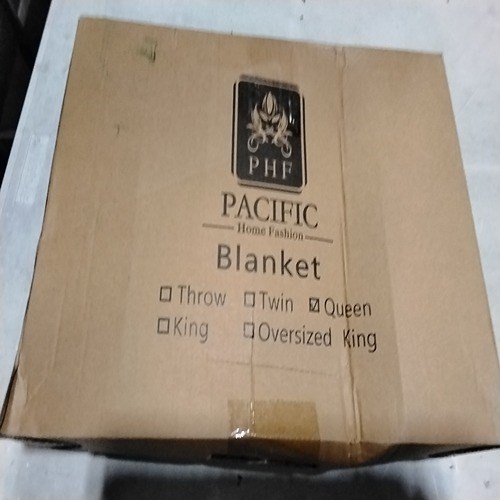 PHF
PACIFIC
Home Fashion
Blanket
☐ Throw ☐ Twin ☑ Queen
☐ King ☐ Oversized King